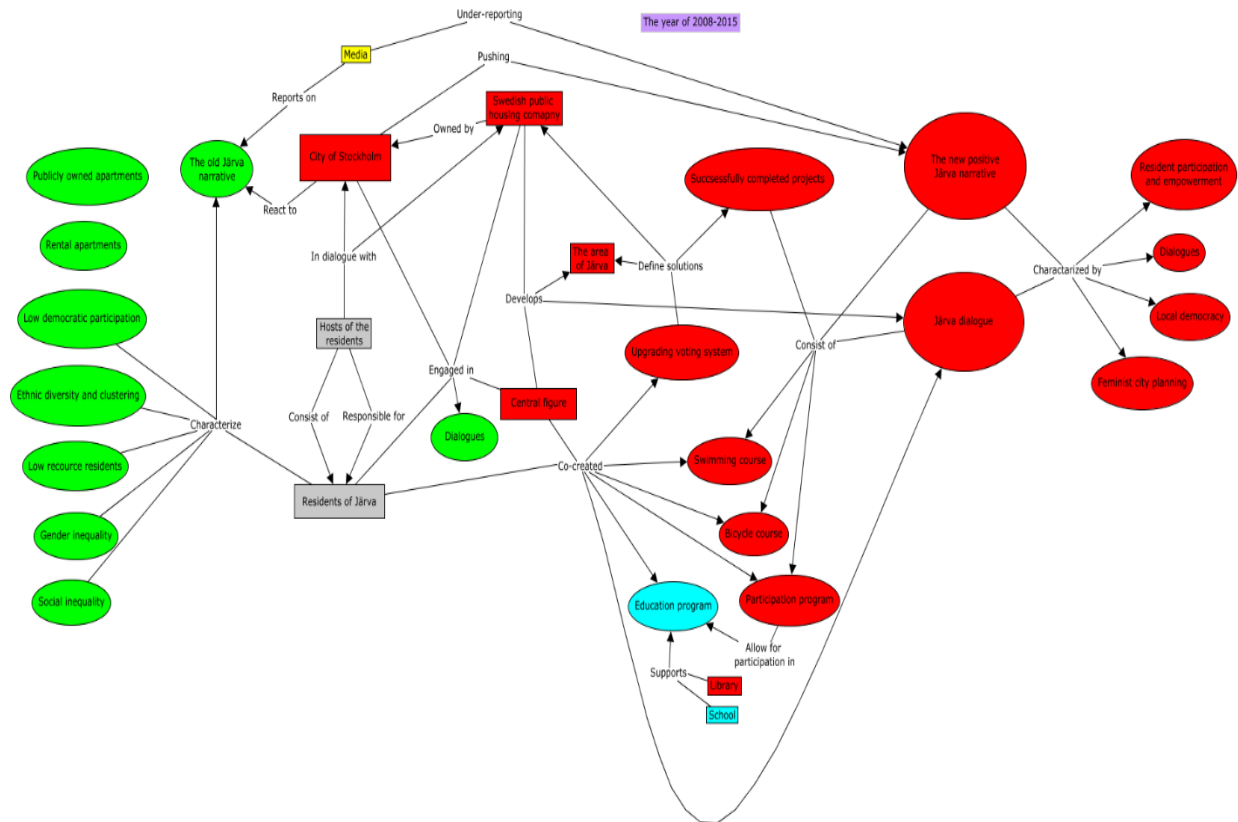 Under-reporting
The year of 2008-2015
Media
Pushing
Reports on
Swedish public
housing comapny
Owned by
City of Stockholm
The old Järva
narrative
Publicly owned apartments
React to
Succsessfully completed projects
The new positive
Järva narrative
Resident participation
and empowerment
Rental apartments
In dialogue with
The area
of Järva
Define solutions
Dialogues
Charactarized by
Develops
Low democratic participation
Hosts of the
residents
Järva dialogue
Local democracy
Upgrading voting system
Consist of
Engaged in
Feminist city planning
Ethnic diversity and clustering
Central figure
Consist of
Responsible for
Characterize
Dialogues
Low recource residents
Co-created
Swimming course
Residents of Järva
Gender inequality
Bicycle course
Social inequality
Education program
Participation program
Allow for
participation in
Supports
Library
School